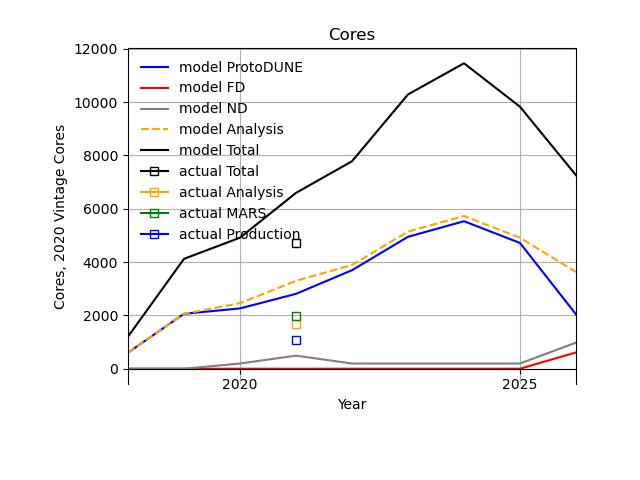 Cores
12000
10000
8000
6000
4000
2000
0
Cores, 2020 Vintage Cores
model ProtoDUNE
model FD
model ND
model Analysis
model Total
actual Total
actual Analysis
actual MARS
actual Production
2020
2025
Year